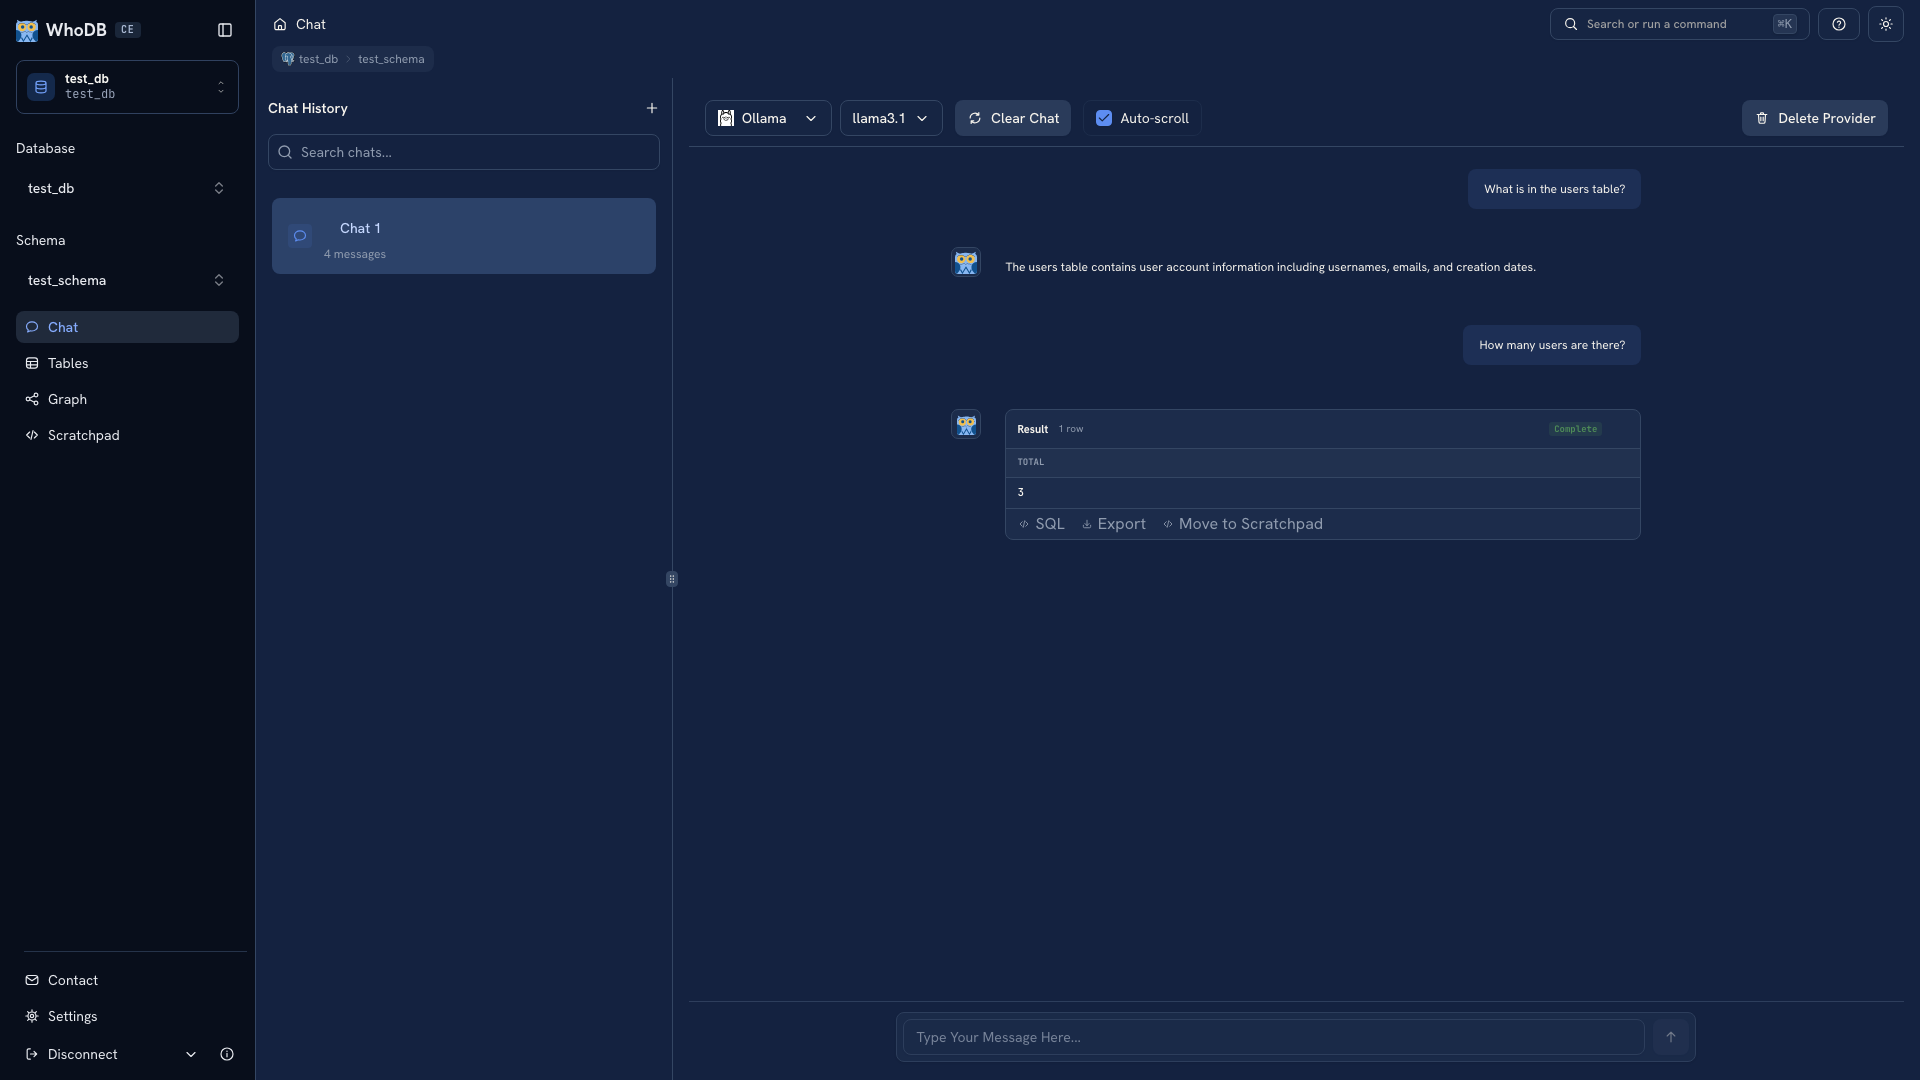 WhoDB CE
test_db
test_db
Database
test_db
Schema
test_schema
Chat
Tables
Graph
Scratchpad
Contact
Settings
Disconnect
Chat
Search or run a command ⌘K
test_db > test_schema
Chat History
Search chats...
Chat 1
4 messages
Ollama
llama3.1
Clear Chat
Auto-scroll
Delete Provider
What is in the users table?
The users table contains user account information including usernames, emails, and creation dates.
How many users are there?
Result 1 row Complete
TOTAL
3
SQL Export Move to Scratchpad
Type Your Message Here...